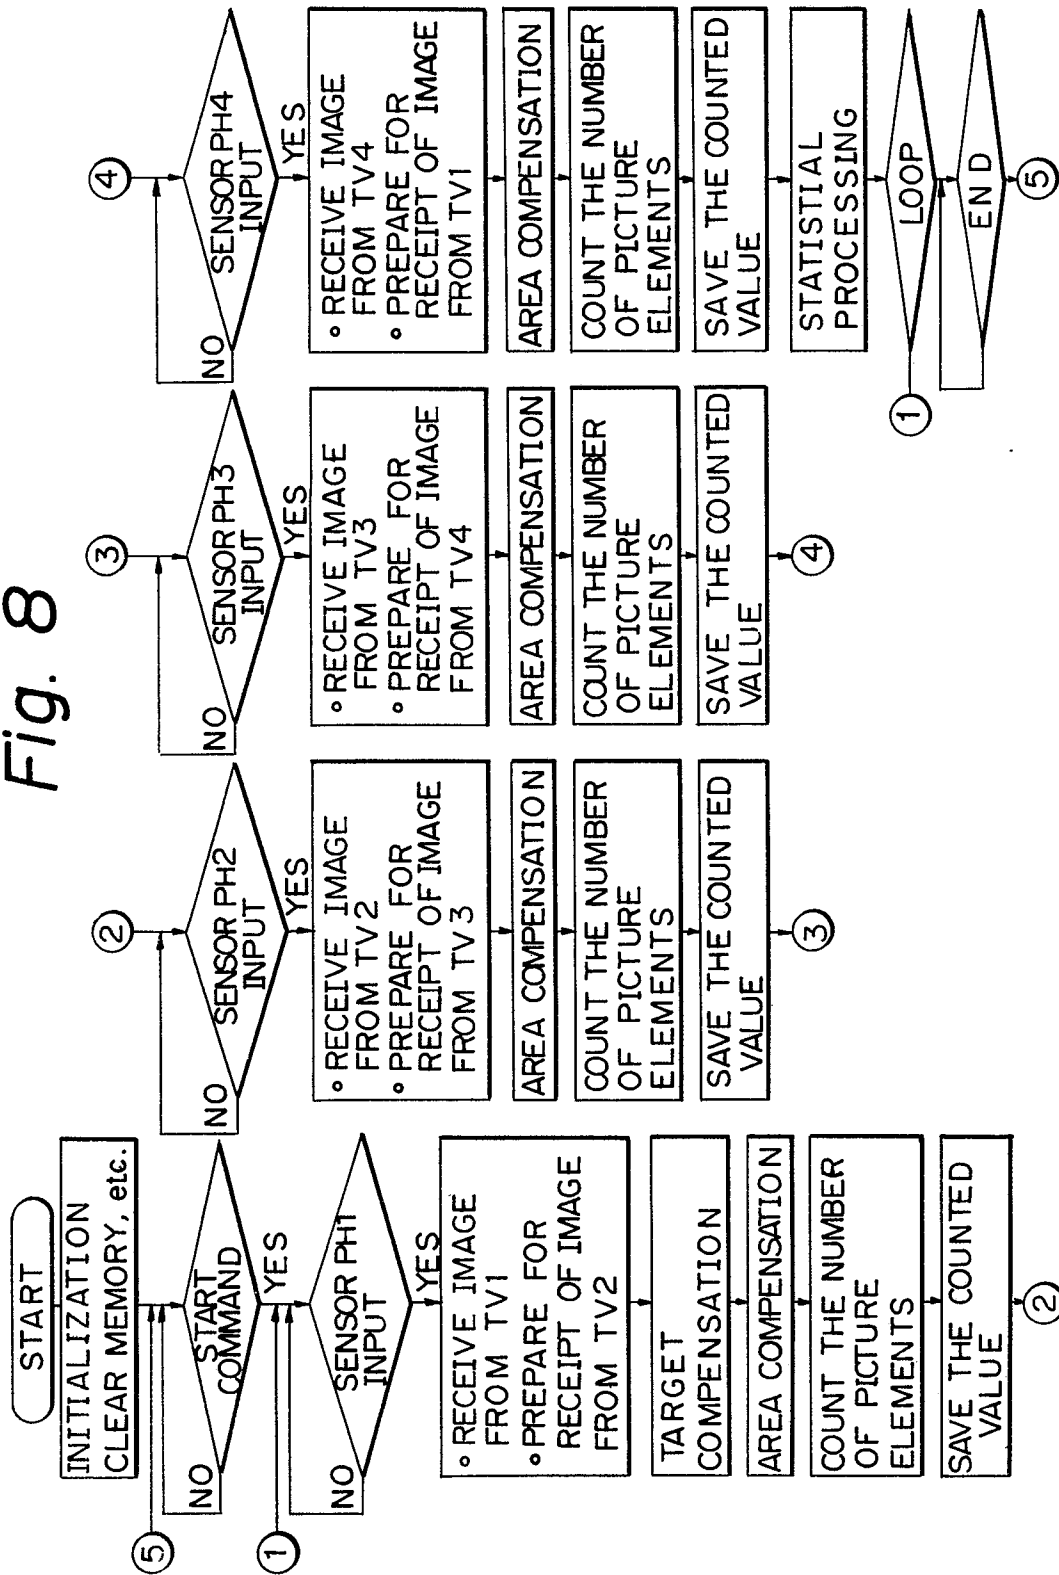 Fig. 8
START
INITIALIZATION
CLEAR MEMORY, etc.
5
START
COMMAND
NO
YES
1
SENSOR PH1
INPUT
NO
YES
∘ RECEIVE IMAGE
FROM TV1
∘ PREPARE FOR
RECEIPT OF IMAGE
FROM TV2
TARGET
COMPENSATION
AREA COMPENSATION
COUNT THE NUMBER
OF PICTURE
ELEMENTS
SAVE THE COUNTED
VALUE
2
2
SENSOR PH2
INPUT
NO
YES
∘ RECEIVE IMAGE
FROM TV2
∘ PREPARE FOR
RECEIPT OF IMAGE
FROM TV3
AREA COMPENSATION
COUNT THE NUMBER
OF PICTURE
ELEMENTS
SAVE THE COUNTED
VALUE
3
3
SENSOR PH3
INPUT
NO
YES
∘ RECEIVE IMAGE
FROM TV3
∘ PREPARE FOR
RECEIPT OF IMAGE
FROM TV4
AREA COMPENSATION
COUNT THE NUMBER
OF PICTURE
ELEMENTS
SAVE THE COUNTED
VALUE
4
4
SENSOR PH4
INPUT
NO
YES
∘ RECEIVE IMAGE
FROM TV4
∘ PREPARE FOR
RECEIPT OF IMAGE
FROM TV1
AREA COMPENSATION
COUNT THE NUMBER
OF PICTURE
ELEMENTS
SAVE THE COUNTED
VALUE
STATISTIAL
PROCESSING
LOOP
1
END
5